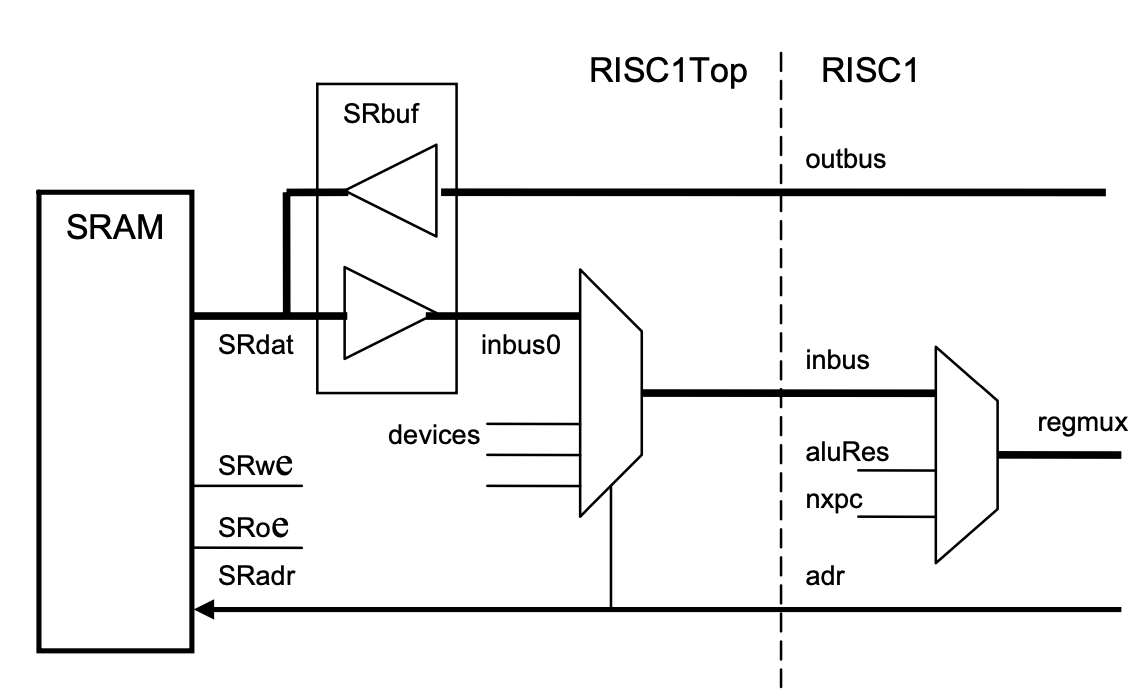 RISC1Top
RISC1
SRbuf
outbus
SRAM
SRdat
inbus0
inbus
regmux
devices
aluRes
SRwe
nxpc
SRoe
SRadr
adr